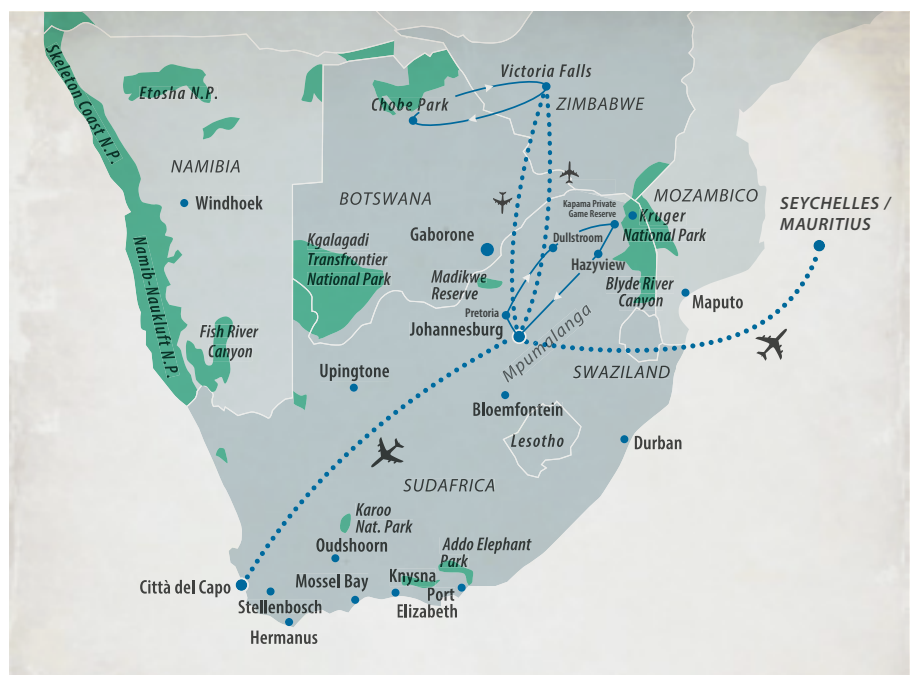 Skeleton Coast N.P.
Etosha N.P.
Victoria Falls
Chobe Park
ZIMBABWE
NAMIBIA
BOTSWANA
MOZAMBICO
SEYCHELLES /
MAURITIUS
Windhoek
Kapama Private
Game Reserve
Kruger
National Park
Gaborone
Dullstroom
Kgalagadi
Transfrontier
National Park
Hazyview
Madikwe
Reserve
Blyde River
Canyon
Namib-Naukluft N.P.
Maputo
Pretoria
Johannesburg
Fish River
Canyon
Mpumalanga
Upingtone
SWAZILAND
Bloemfontein
Lesotho
Durban
SUDAFRICA
Karoo
Nat. Park
Oudshoorn
Addo Elephant
Park
Città del Capo
Mossel Bay
Knysna
Port
Elizabeth
Stellenbosch
Hermanus